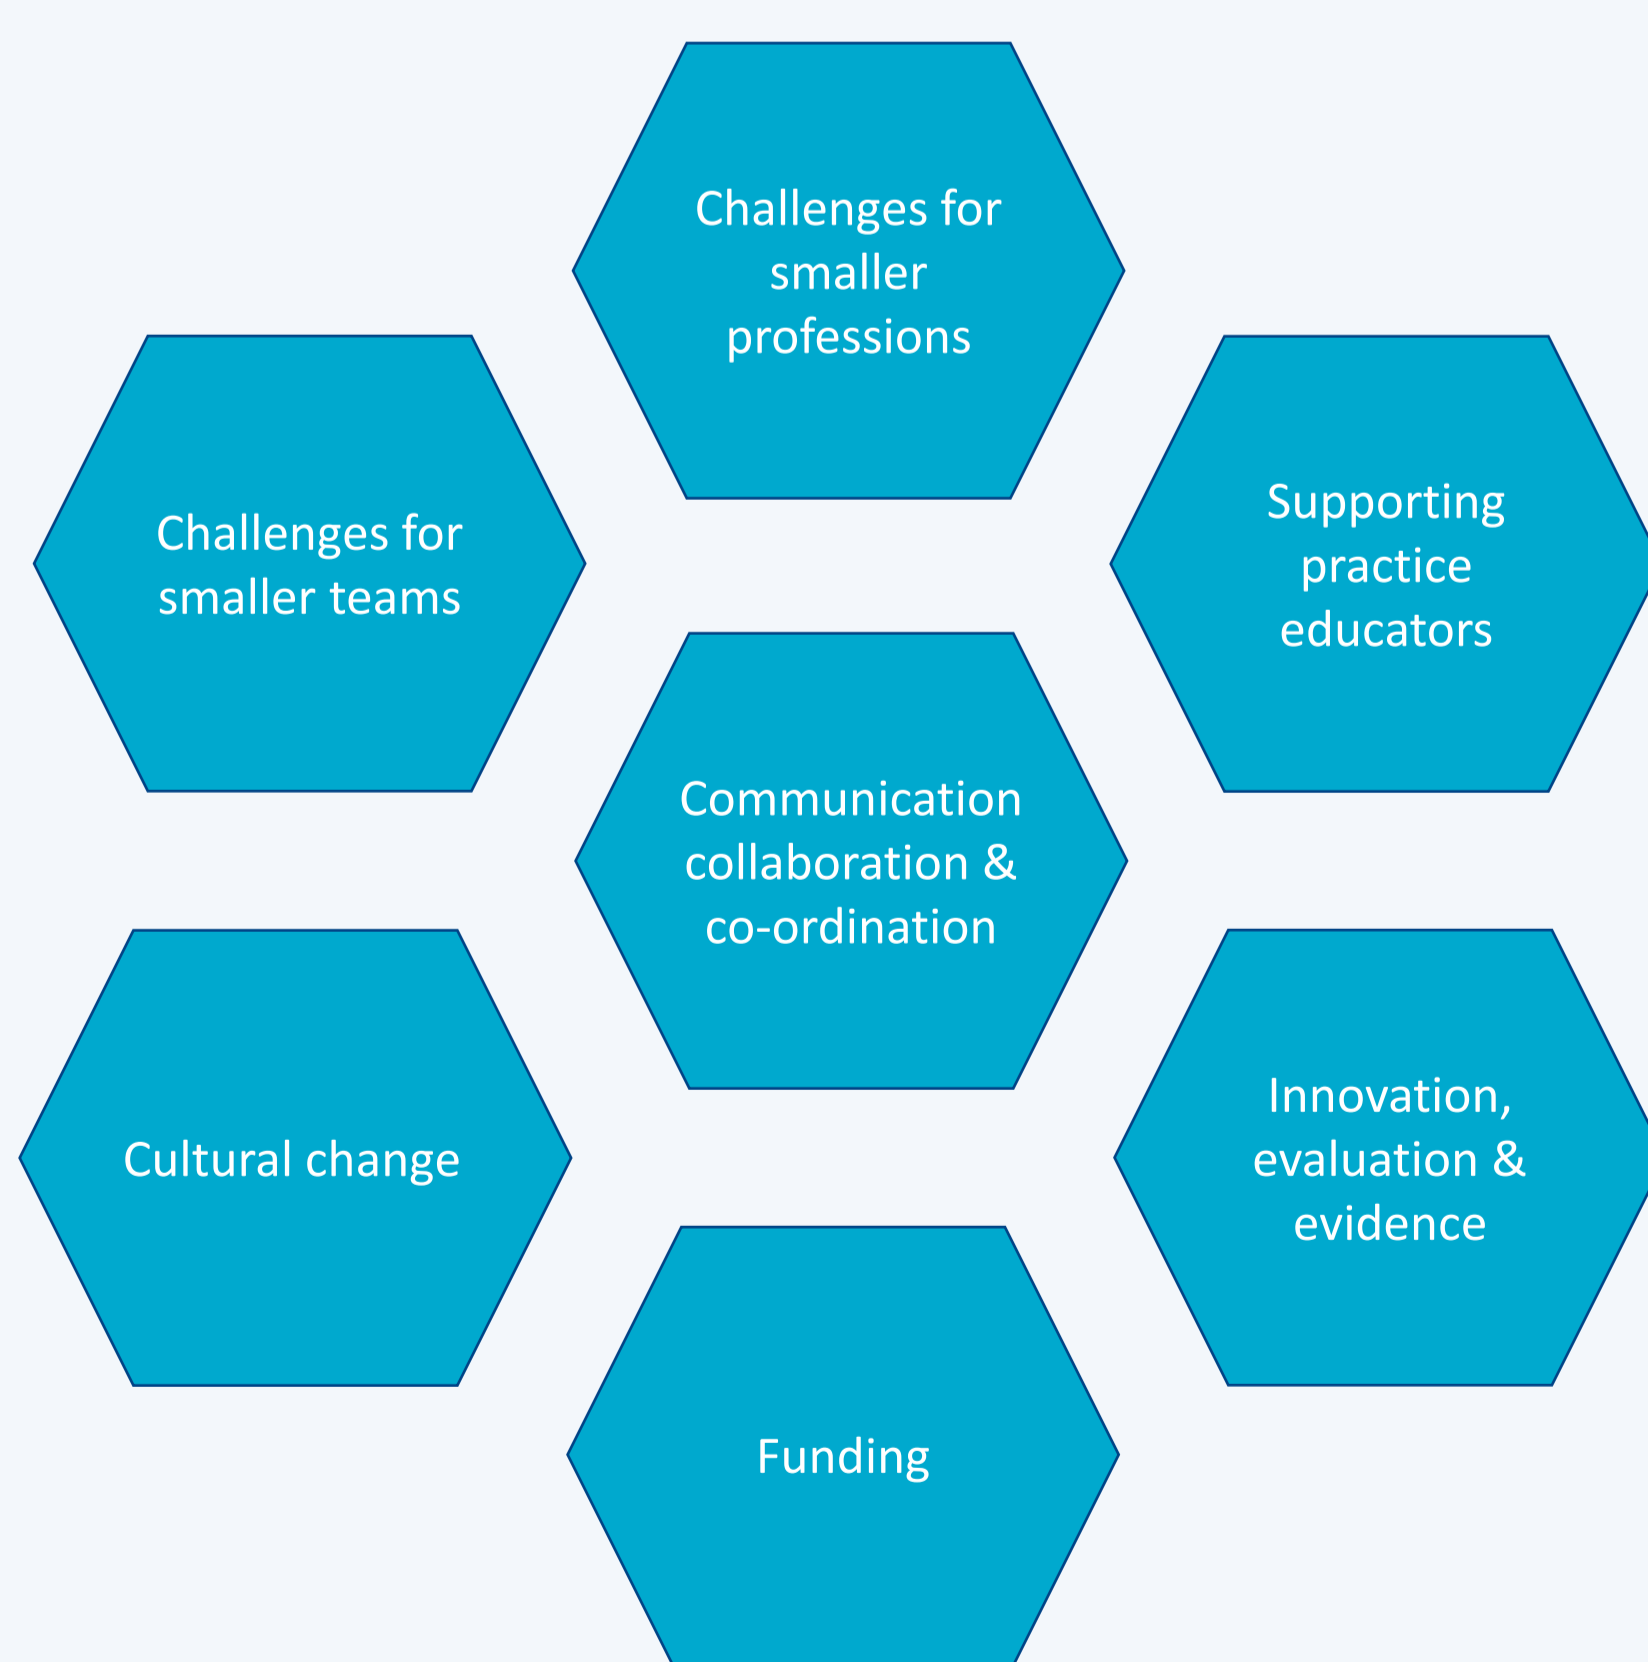 Challenges for
smaller
professions
Challenges for
smaller teams
Supporting
practice
educators
Communication
collaboration &
co-ordination
Cultural change
Innovation,
evaluation &
evidence
Funding